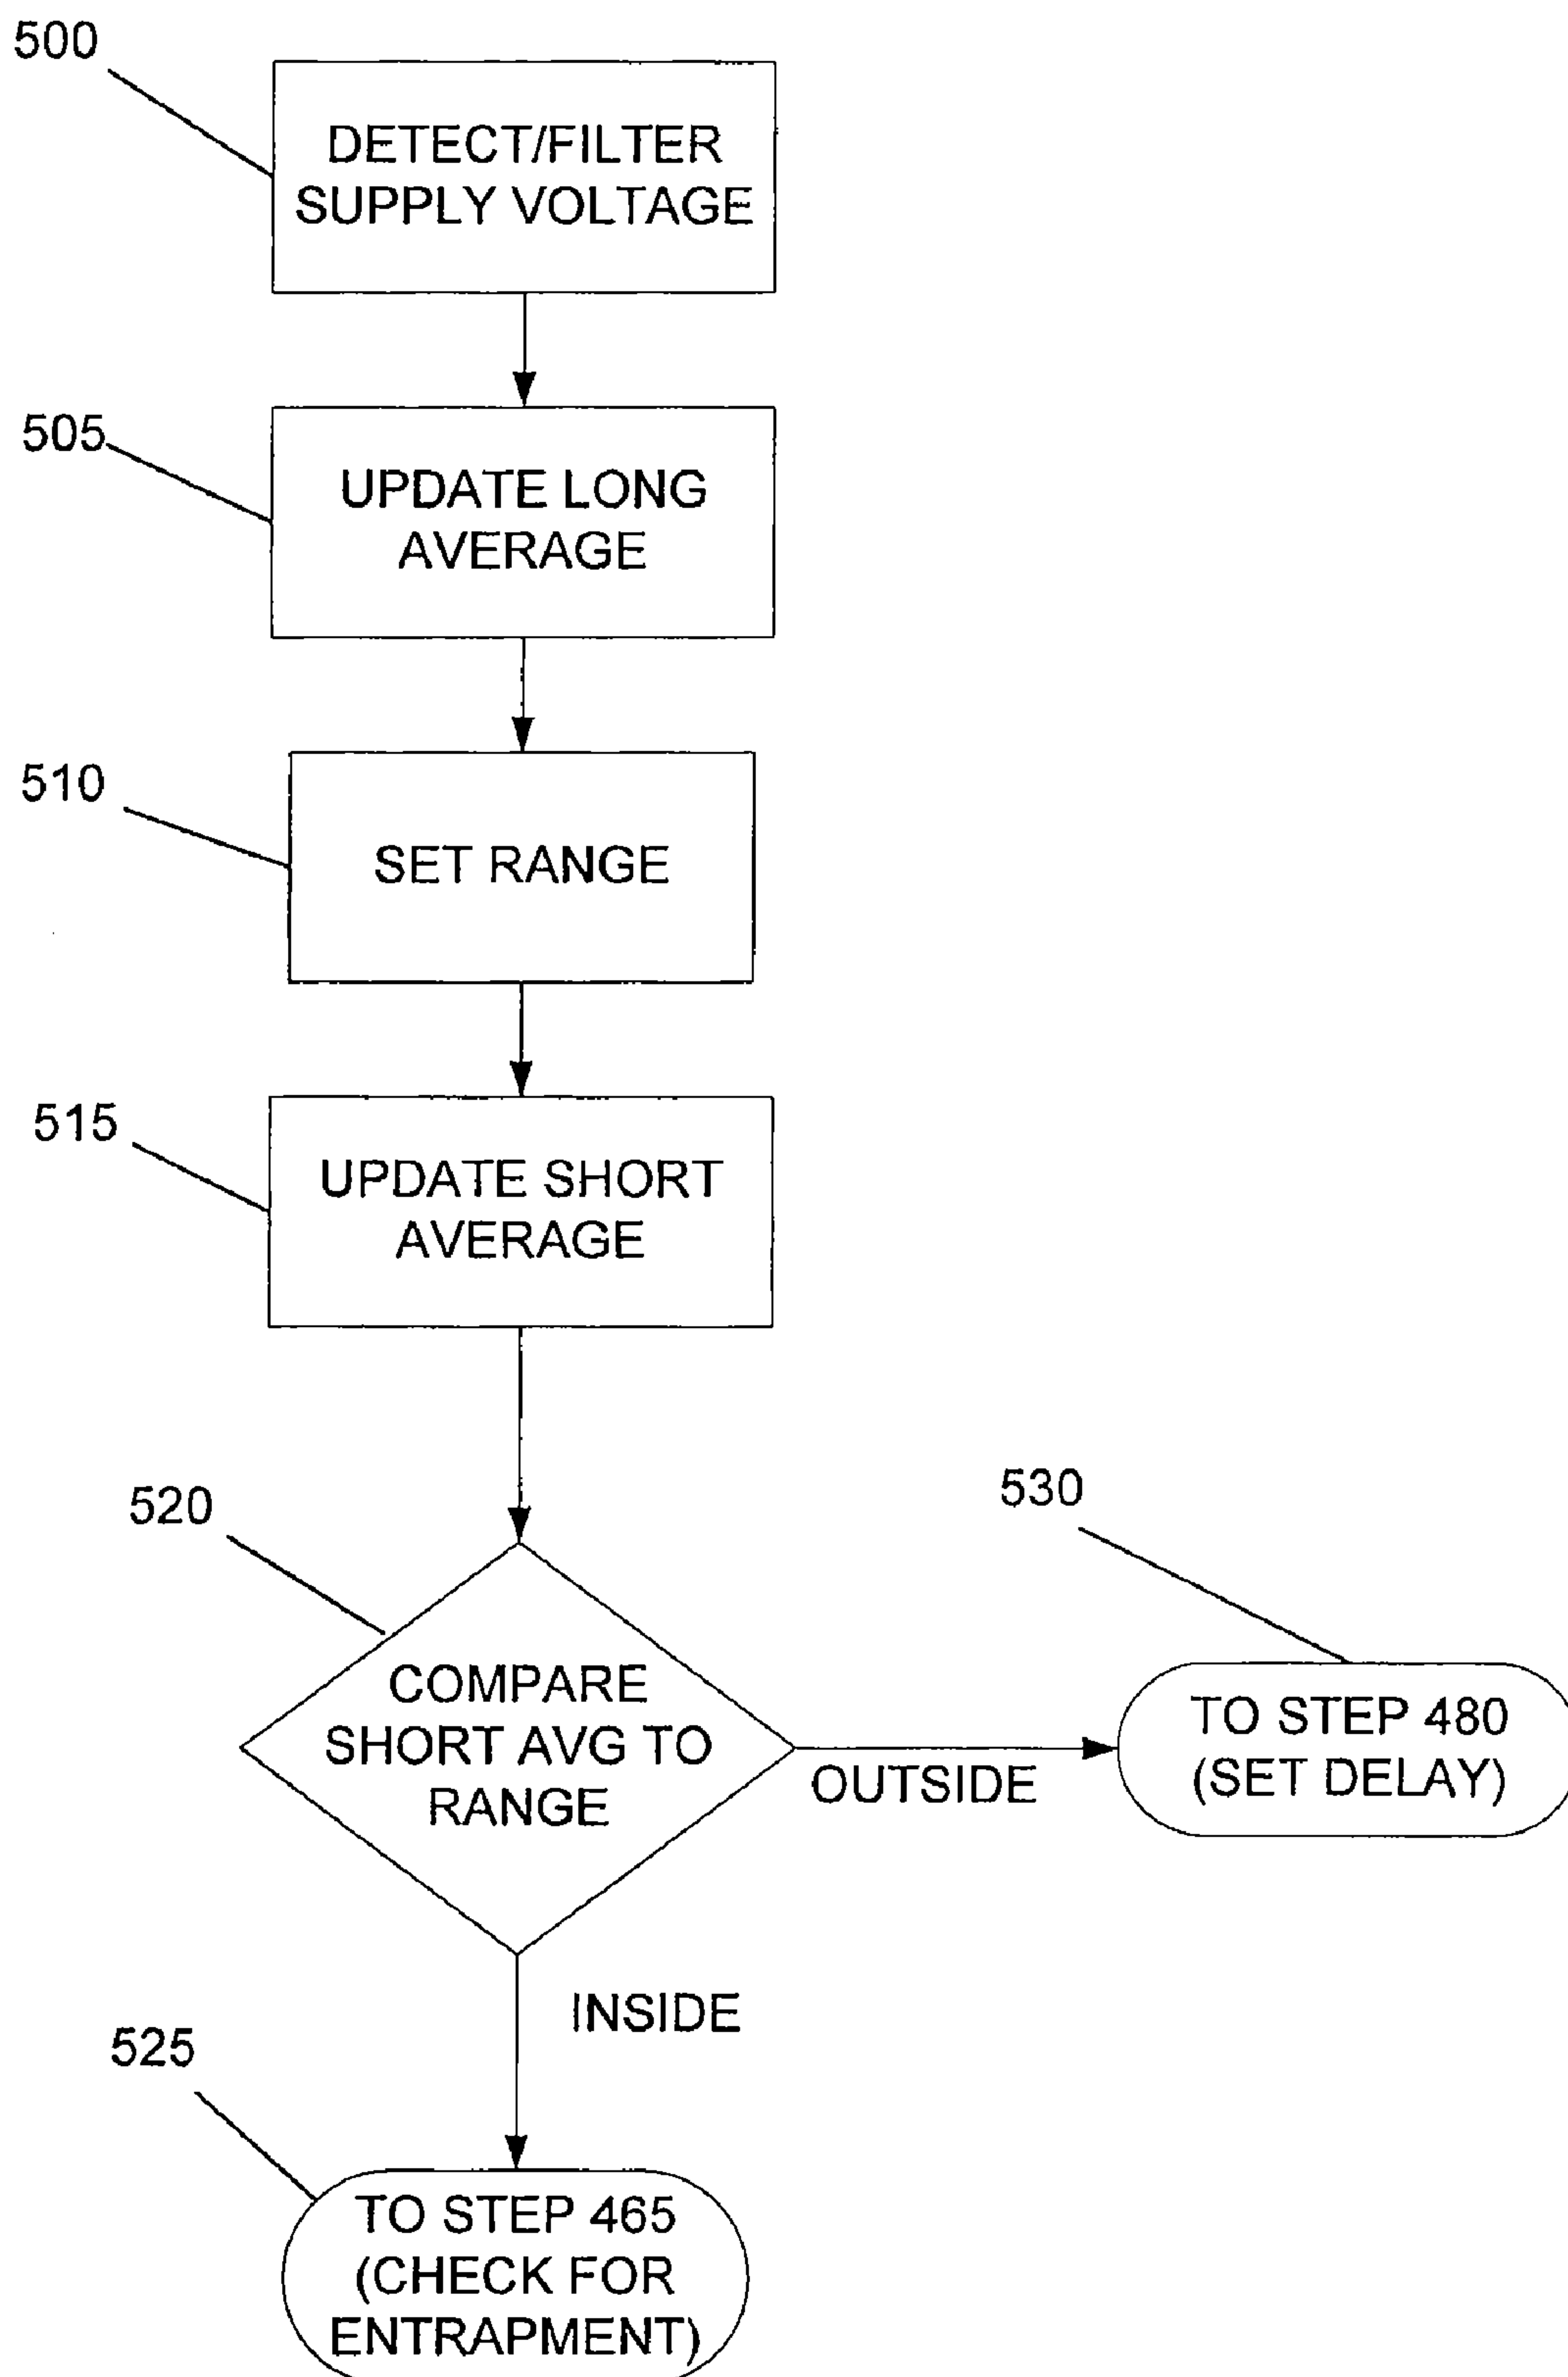 500
DETECT/FILTER
SUPPLY VOLTAGE
505
UPDATE LONG
AVERAGE
510
SET RANGE
515
UPDATE SHORT
AVERAGE
520
COMPARE
SHORT AVG TO
RANGE
OUTSIDE
530
TO STEP 480
(SET DELAY)
INSIDE
525
TO STEP 465
(CHECK FOR
ENTRAPMENT)